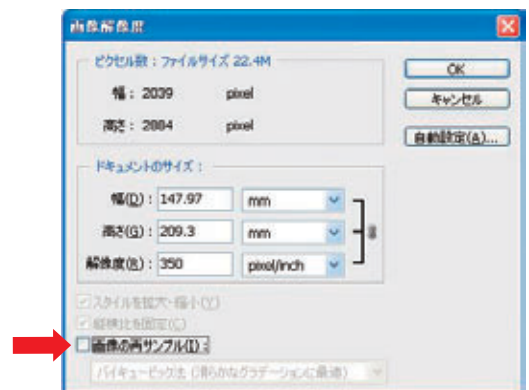 画像解像度
ピクセル数：ファイルサイズ 22.4M
幅： 2039 pixel
高さ： 2884 pixel
OK
キャンセル
自動設定(A)...
ドキュメントのサイズ：
幅(D)： 147.97 mm
高さ(G)： 209.3 mm
解像度(R)： 350 pixel/inch
スタイルを拡大・縮小(Y)
縦横比を固定(C)
画像の再サンプル(I)：
バイキュービック法 (滑らかなグラデーションに最適)